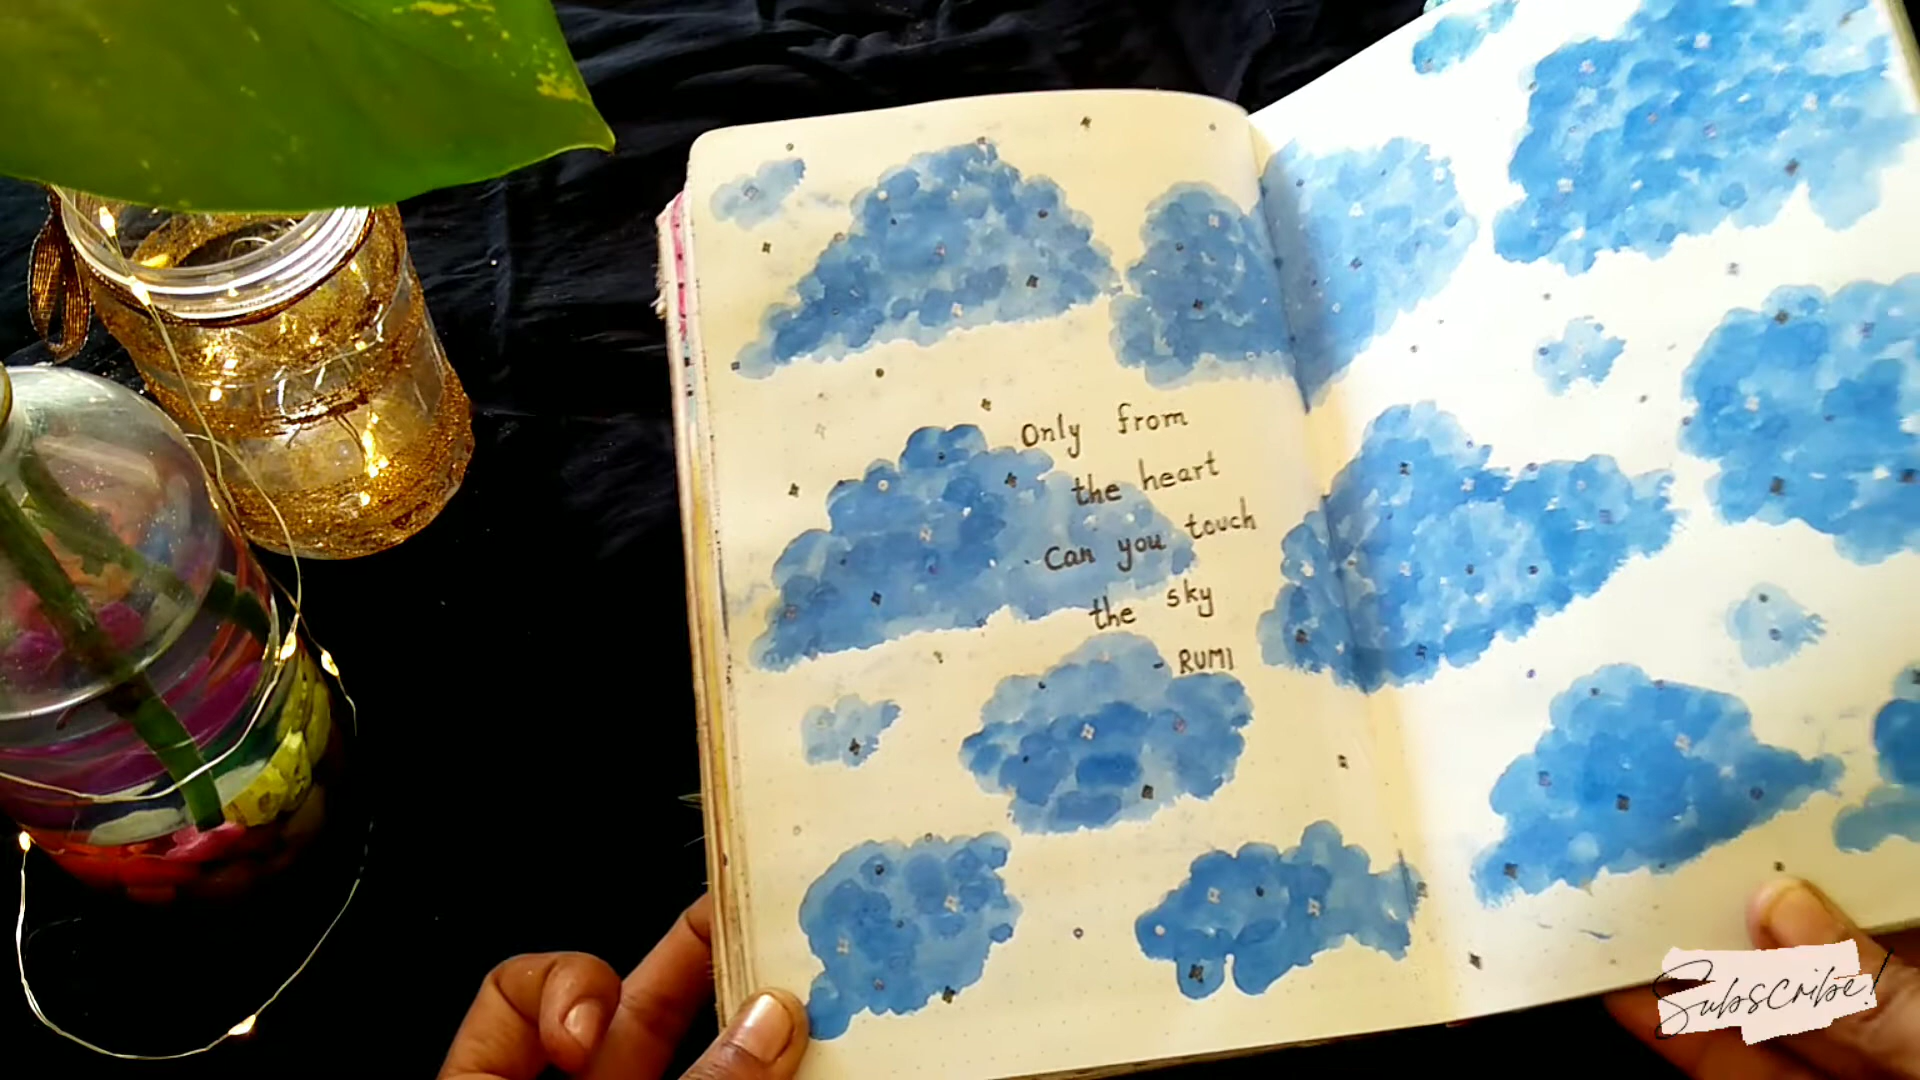 Only from
the heart
Can you touch
the sky
- RUMI
Subscribe!